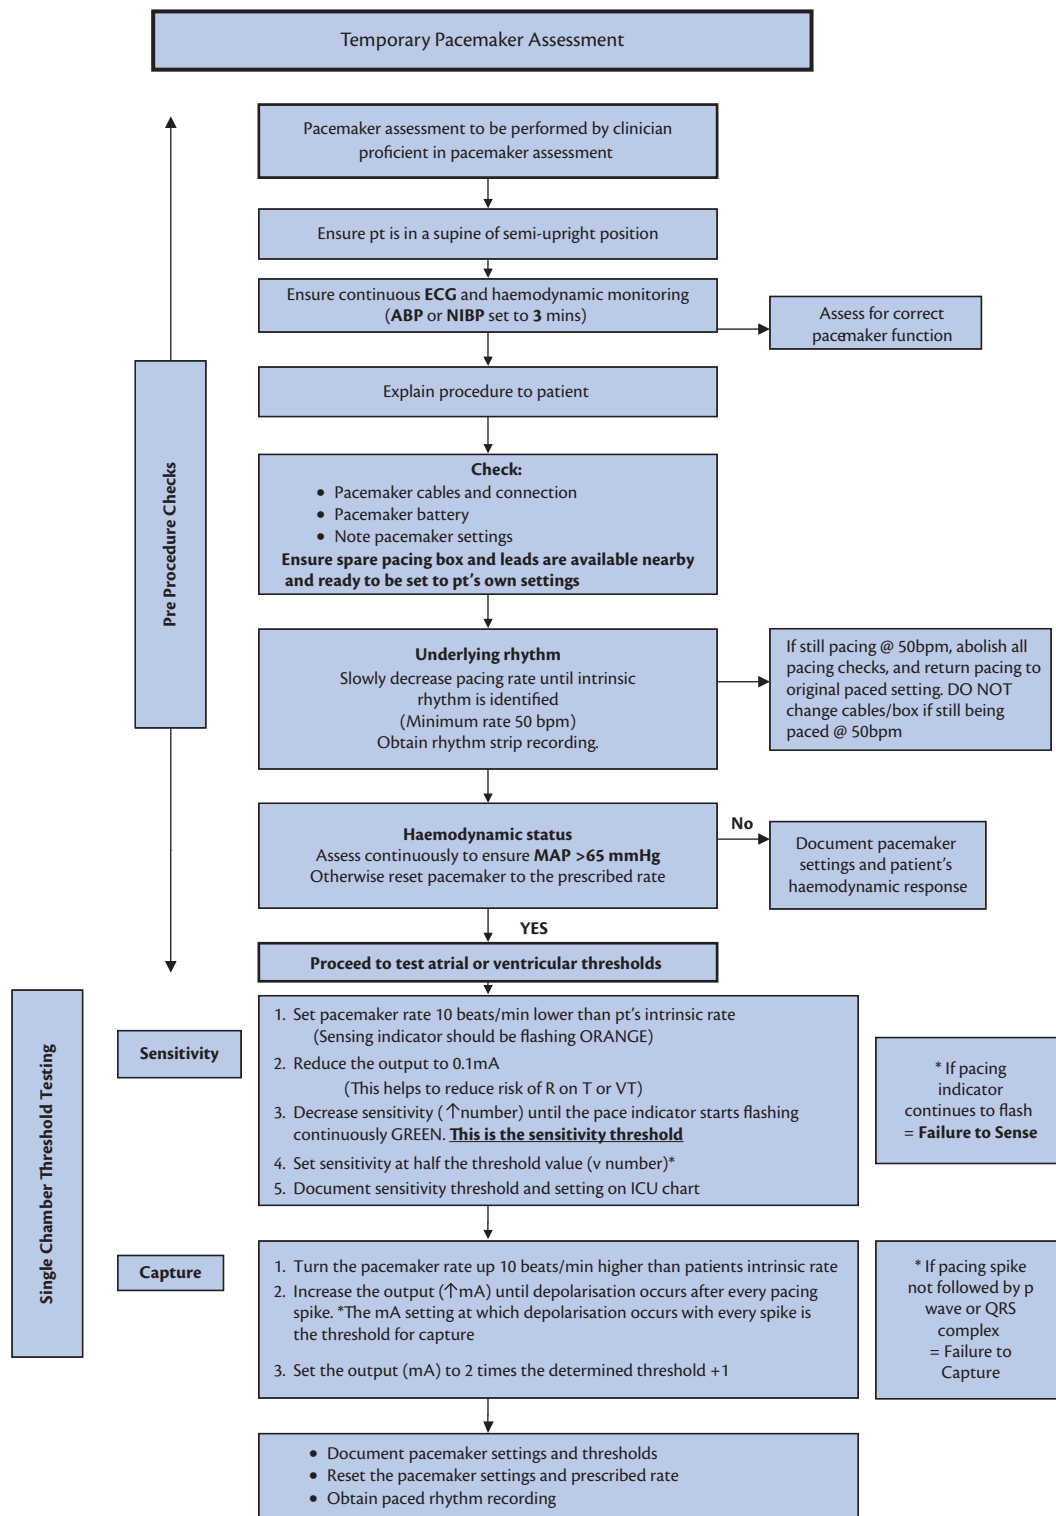 Temporary Pacemaker Assessment
Pacemaker assessment to be performed by clinician
proficient in pacemaker assessment
Ensure pt is in a supine of semi-upright position
Ensure continuous ECG and haemodynamic monitoring
(ABP or NIBP set to 3 mins)
Assess for correct
pacemaker function
Explain procedure to patient
Pre Procedure Checks
Check:
• Pacemaker cables and connection
• Pacemaker battery
• Note pacemaker settings
Ensure spare pacing box and leads are available nearby
and ready to be set to pt's own settings
Underlying rhythm
Slowly decrease pacing rate until intrinsic
rhythm is identified
(Minimum rate 50 bpm)
Obtain rhythm strip recording.
If still pacing @ 50bpm, abolish all
pacing checks, and return pacing to
original paced setting. DO NOT
change cables/box if still being
paced @ 50bpm
Haemodynamic status
Assess continuously to ensure MAP >65 mmHg
Otherwise reset pacemaker to the prescribed rate
No
Document pacemaker
settings and patient's
haemodynamic response
YES
Proceed to test atrial or ventricular thresholds
Single Chamber Threshold Testing
Sensitivity
1. Set pacemaker rate 10 beats/min lower than pt's intrinsic rate
(Sensing indicator should be flashing ORANGE)
2. Reduce the output to 0.1mA
(This helps to reduce risk of R on T or VT)
3. Decrease sensitivity (↑number) until the pace indicator starts flashing
continuously GREEN. This is the sensitivity threshold
4. Set sensitivity at half the threshold value (v number)*
5. Document sensitivity threshold and setting on ICU chart
* If pacing
indicator
continues to flash
= Failure to Sense
Capture
1. Turn the pacemaker rate up 10 beats/min higher than patients intrinsic rate
2. Increase the output (↑mA) until depolarisation occurs after every pacing
spike. *The mA setting at which depolarisation occurs with every spike is
the threshold for capture
3. Set the output (mA) to 2 times the determined threshold +1
* If pacing spike
not followed by p
wave or QRS
complex
= Failure to
Capture
• Document pacemaker settings and thresholds
• Reset the pacemaker settings and prescribed rate
• Obtain paced rhythm recording